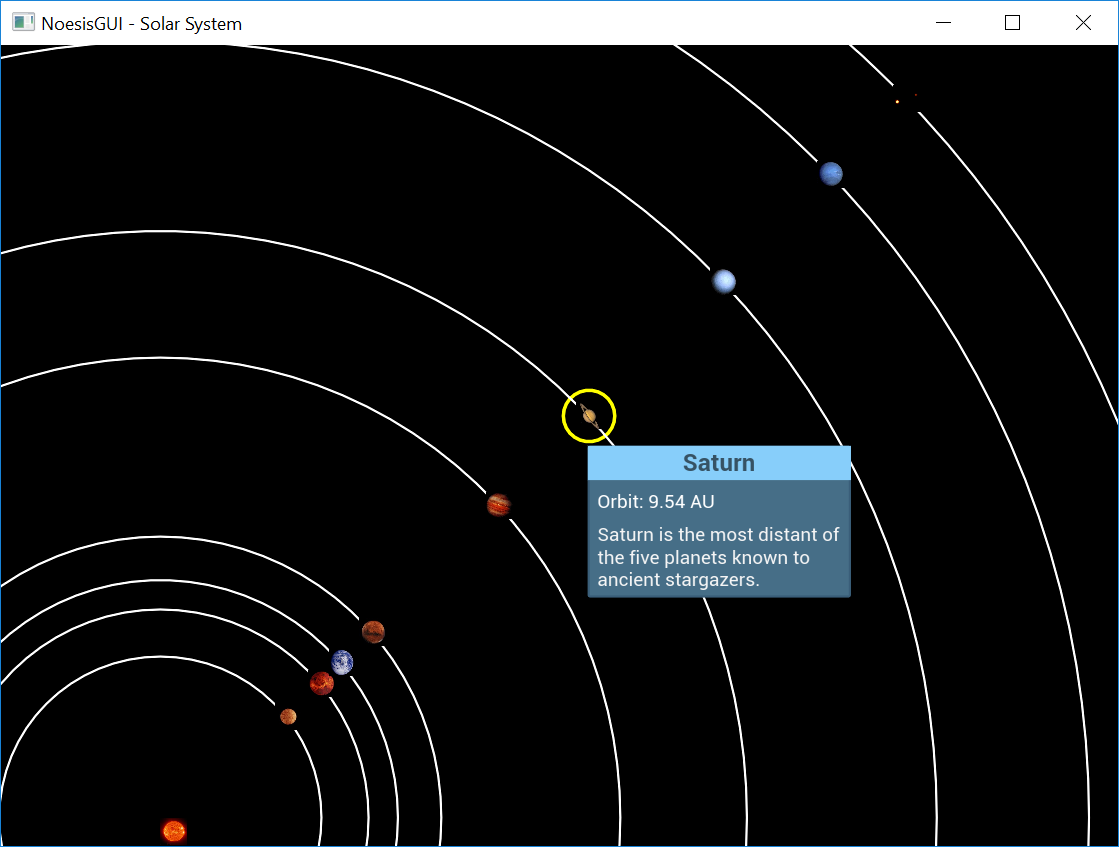 NoesisGUI - Solar System
Saturn
Orbit: 9.54 AU
Saturn is the most distant of
the five planets known to
ancient stargazers.